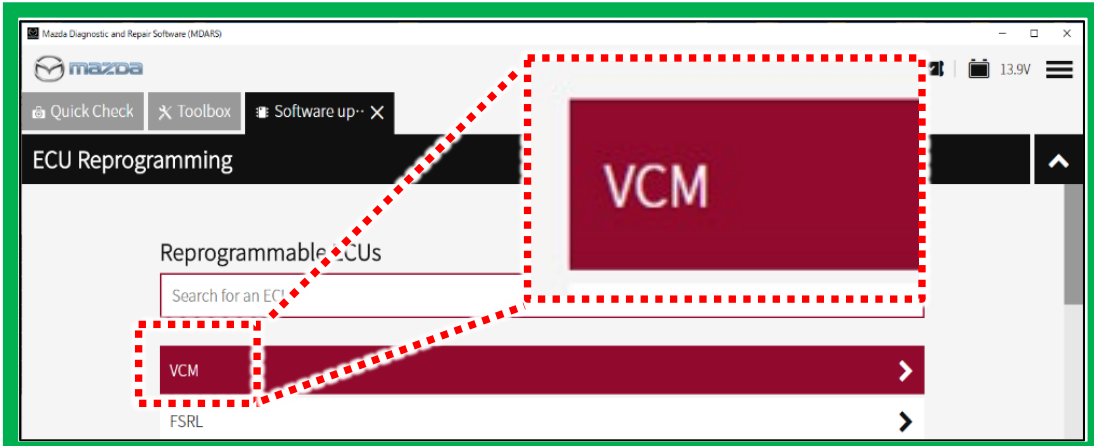 Mazda Diagnostic and Repair Software (MDARS)
mazda
13.9V
Quick Check
Toolbox
Software up··
ECU Reprogramming
VCM
Reprogrammable ECUs
Search for an ECU
VCM
FSRL